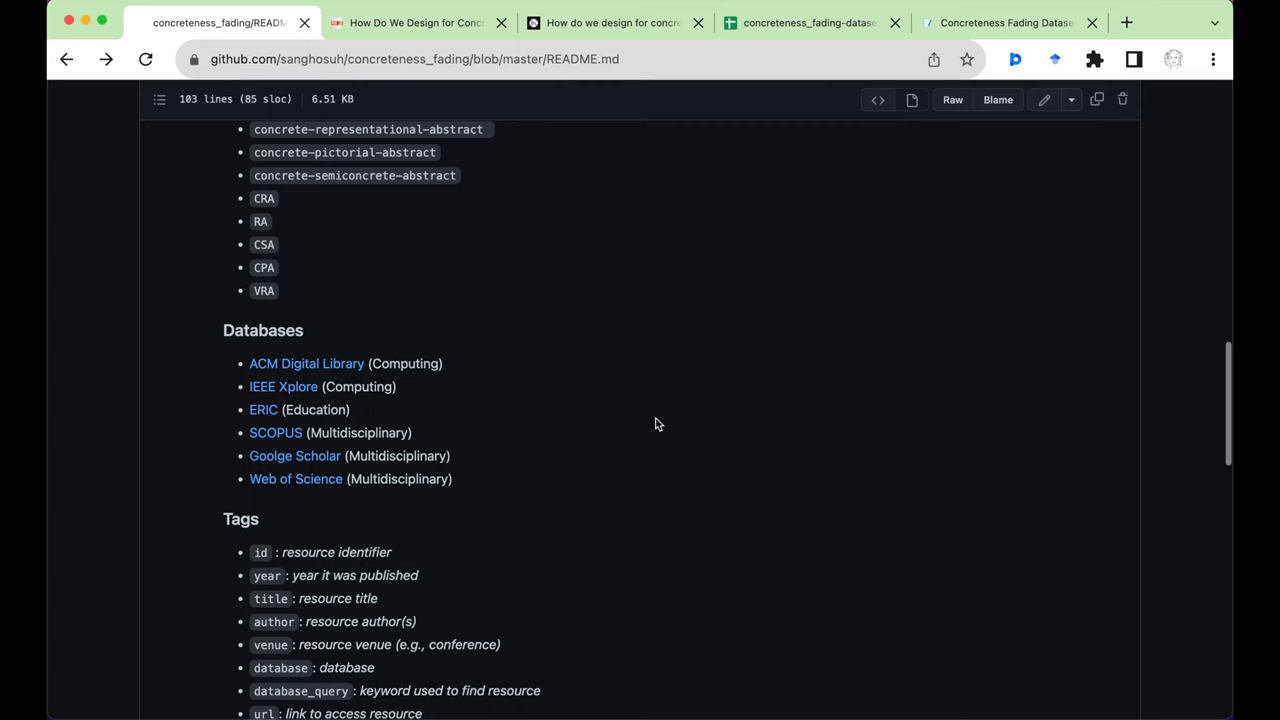 concreteness_fading/READM
How Do We Design for Conc
How do we design for concre
concreteness_fading-datase
Concreteness Fading Datase
github.com/sanghosuh/concreteness_fading/blob/master/README.md
103 lines (85 sloc) 6.51 KB
Raw
Blame
concrete-representational-abstract
concrete-pictorial-abstract
concrete-semiconcrete-abstract
CRA
RA
CSA
CPA
VRA
Databases
ACM Digital Library (Computing)
IEEE Xplore (Computing)
ERIC (Education)
SCOPUS (Multidisciplinary)
Goolge Scholar (Multidisciplinary)
Web of Science (Multidisciplinary)
Tags
id : resource identifier
year : year it was published
title : resource title
author : resource author(s)
venue : resource venue (e.g., conference)
database : database
database_query : keyword used to find resource
url : link to access resource